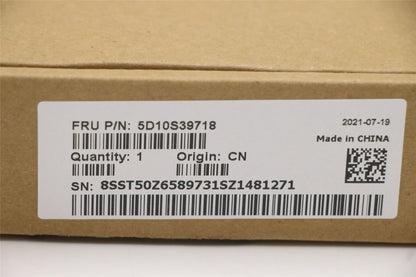 FRU P/N: 5D10S39718
2021-07-19
Made in CHINA
Quantity: 1 Origin: CN
SN: 8SST50Z6589731SZ1481271